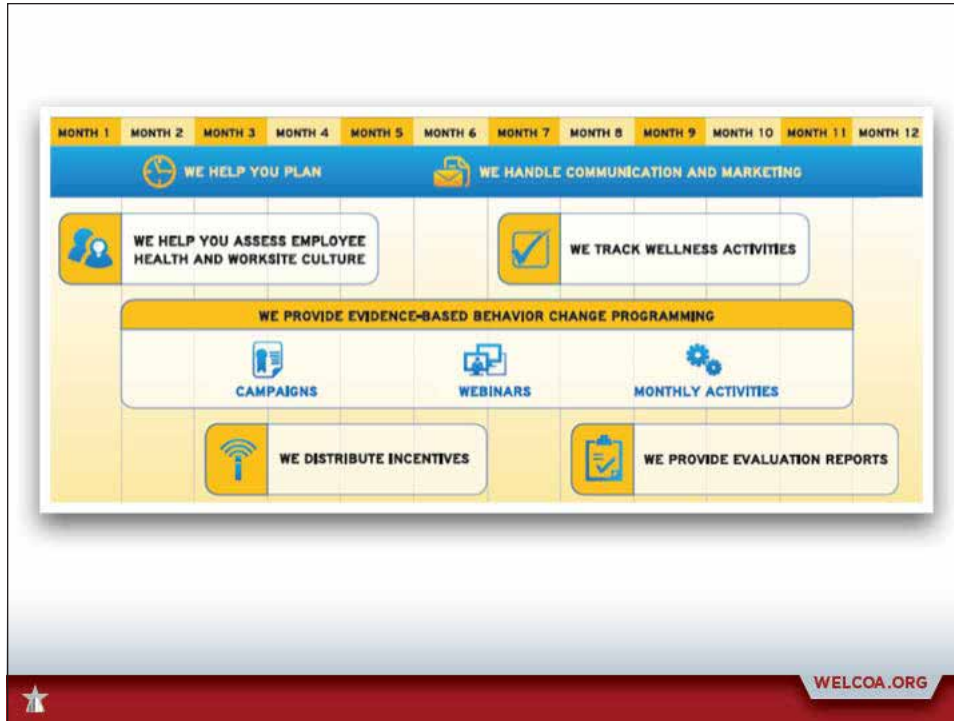 MONTH 1 MONTH 2 MONTH 3 MONTH 4 MONTH 5 MONTH 6 MONTH 7 MONTH 8 MONTH 9 MONTH 10 MONTH 11 MONTH 12
WE HELP YOU PLAN
WE HANDLE COMMUNICATION AND MARKETING
WE HELP YOU ASSESS EMPLOYEE
HEALTH AND WORKSITE CULTURE
WE TRACK WELLNESS ACTIVITIES
WE PROVIDE EVIDENCE-BASED BEHAVIOR CHANGE PROGRAMMING
CAMPAIGNS
WEBINARS
MONTHLY ACTIVITIES
WE DISTRIBUTE INCENTIVES
WE PROVIDE EVALUATION REPORTS
WELCOA.ORG